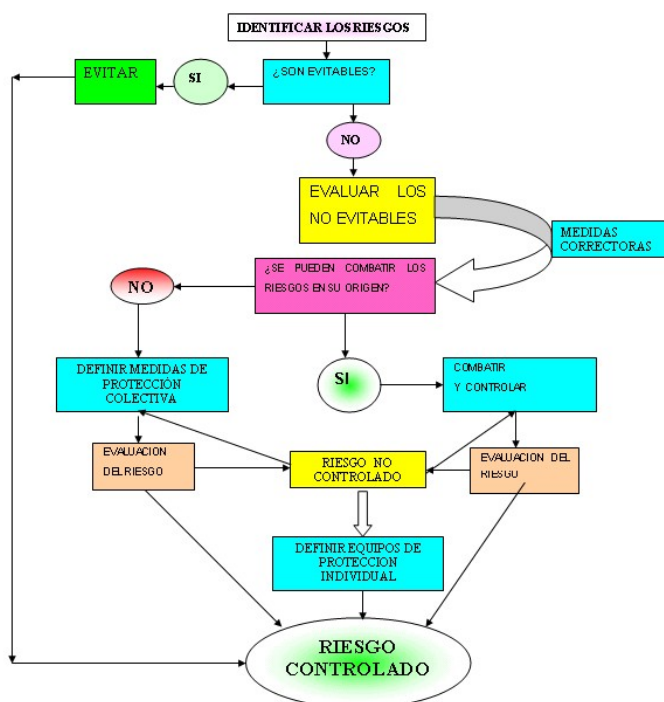 IDENTIFICAR LOS RIESGOS
EVITAR
SI
¿SON EVITABLES?
NO
EVALUAR LOS
NO EVITABLES
MEDIDAS
CORRECTORAS
¿SE PUEDEN COMBATIR LOS
RIESGOS EN SU ORIGEN?
NO
SI
DEFINIR MEDIDAS DE
PROTECCIÓN
COLECTIVA
COMBATIR
Y CONTROLAR
EVALUACION
DEL RIESGO
RIESGO NO
CONTROLADO
EVALUACION DEL
RIESGO
DEFINIR EQUIPOS DE
PROTECCION
INDIVIDUAL
RIESGO
CONTROLADO